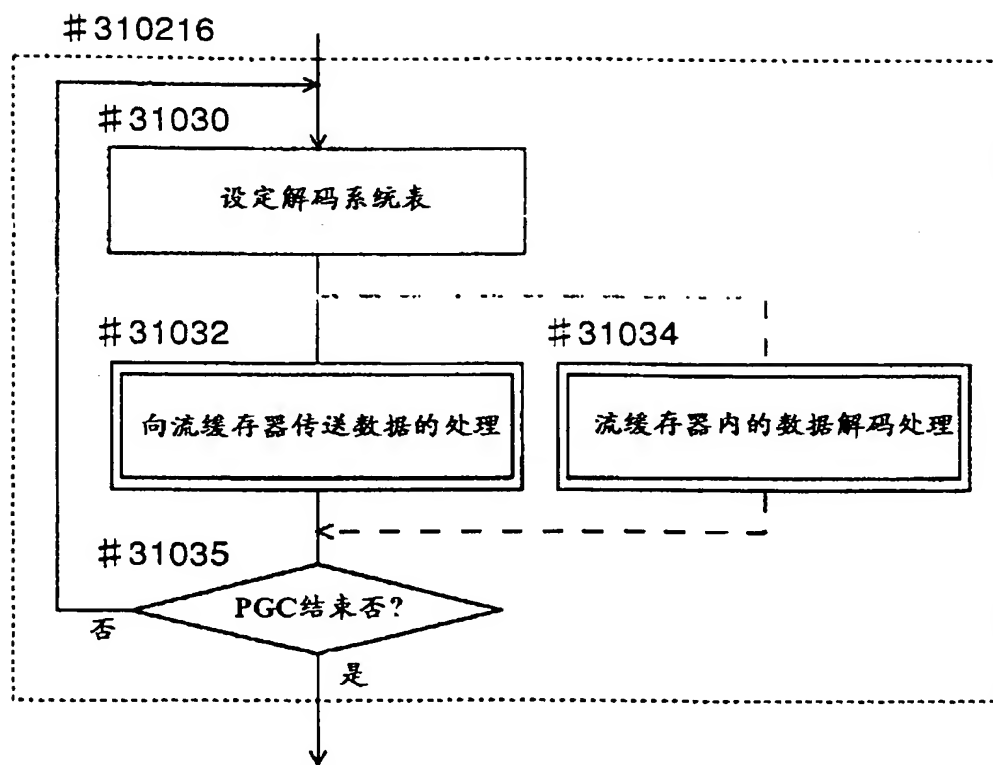 #310216
#31030
设定解码系统表
#31032
#31034
向流缓存器传送数据的处理
流缓存器内的数据解码处理
#31035
PGC结束否?
否
是